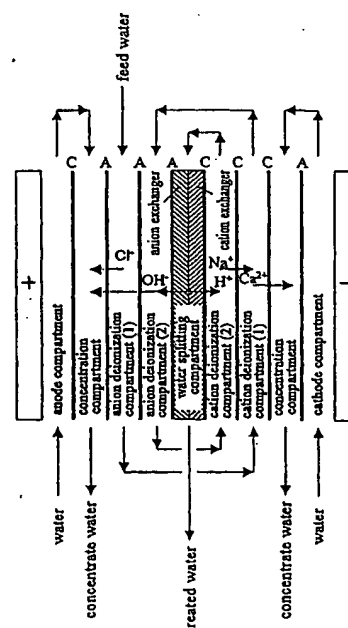 +
anode compartment
C
concentration
compartment
A
anion deionization
compartment (1)
Cl-
A
anion deionization
compartment (2)
OH-
anion exchanger
A
water splitting
compartment
cation exchanger
C
cation deionization
compartment (2)
H+
Na+
C
cation deionization
compartment (1)
Ca2+
C
concentration
compartment
A
cathode compartment
−
feed water
water
concentrate water
reated water
concentrate water
water